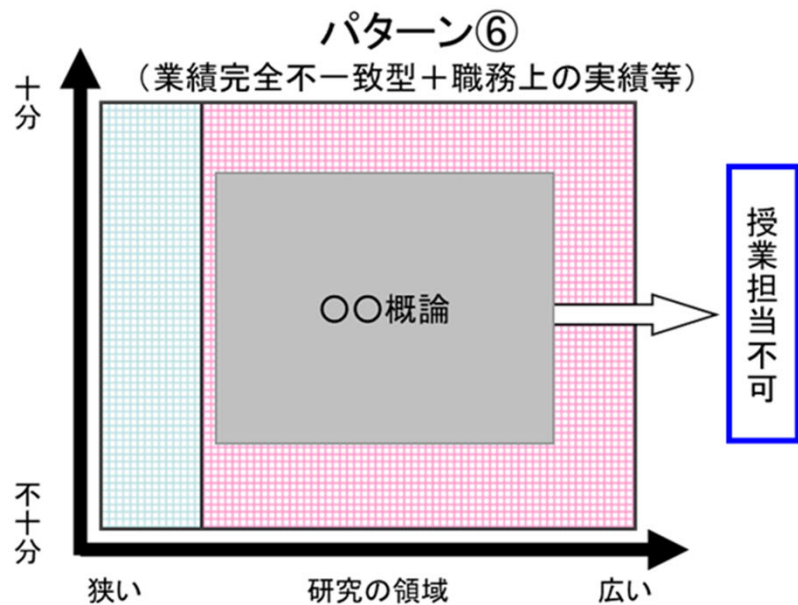 パターン⑥
（業績完全不一致型＋職務上の実績等）
十分
○○概論
授業担当不可
不十分
狭い
研究の領域
広い